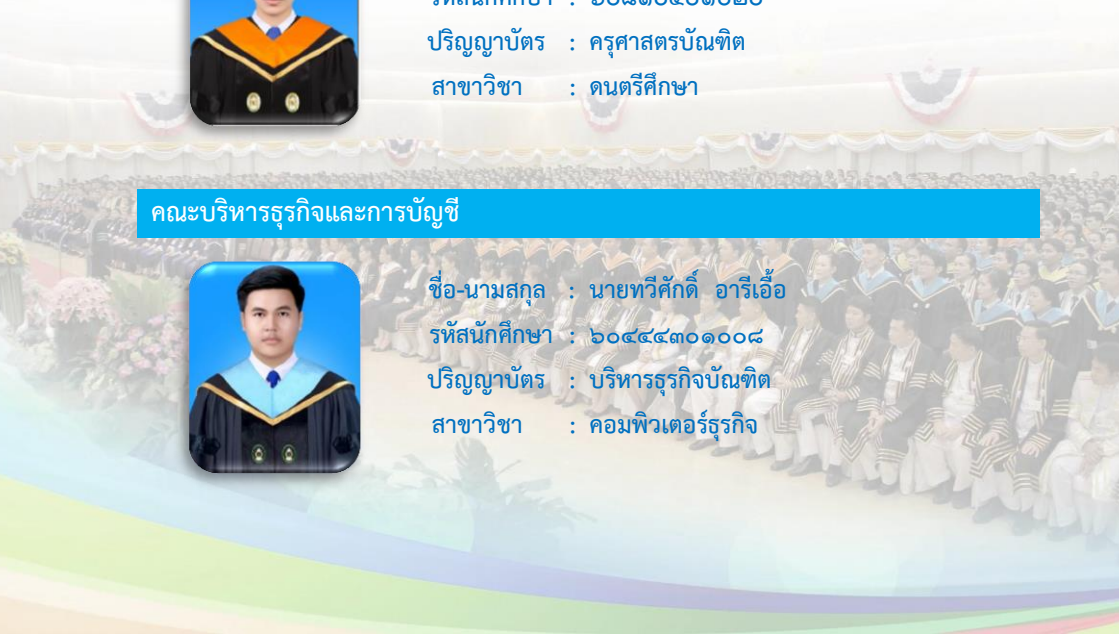 ปริญญาบัตร : ครุศาสตรบัณฑิต
สาขาวิชา : ดนตรีศึกษา
คณะบริหารธุรกิจและการบัญชี
ชื่อ-นามสกุล : นายทวีศักดิ์ อารีเอื้อ
รหัสนักศึกษา : ๖๐๔๔๔๓๐๑๐๐๘
ปริญญาบัตร : บริหารธุรกิจบัณฑิต
สาขาวิชา : คอมพิวเตอร์ธุรกิจ